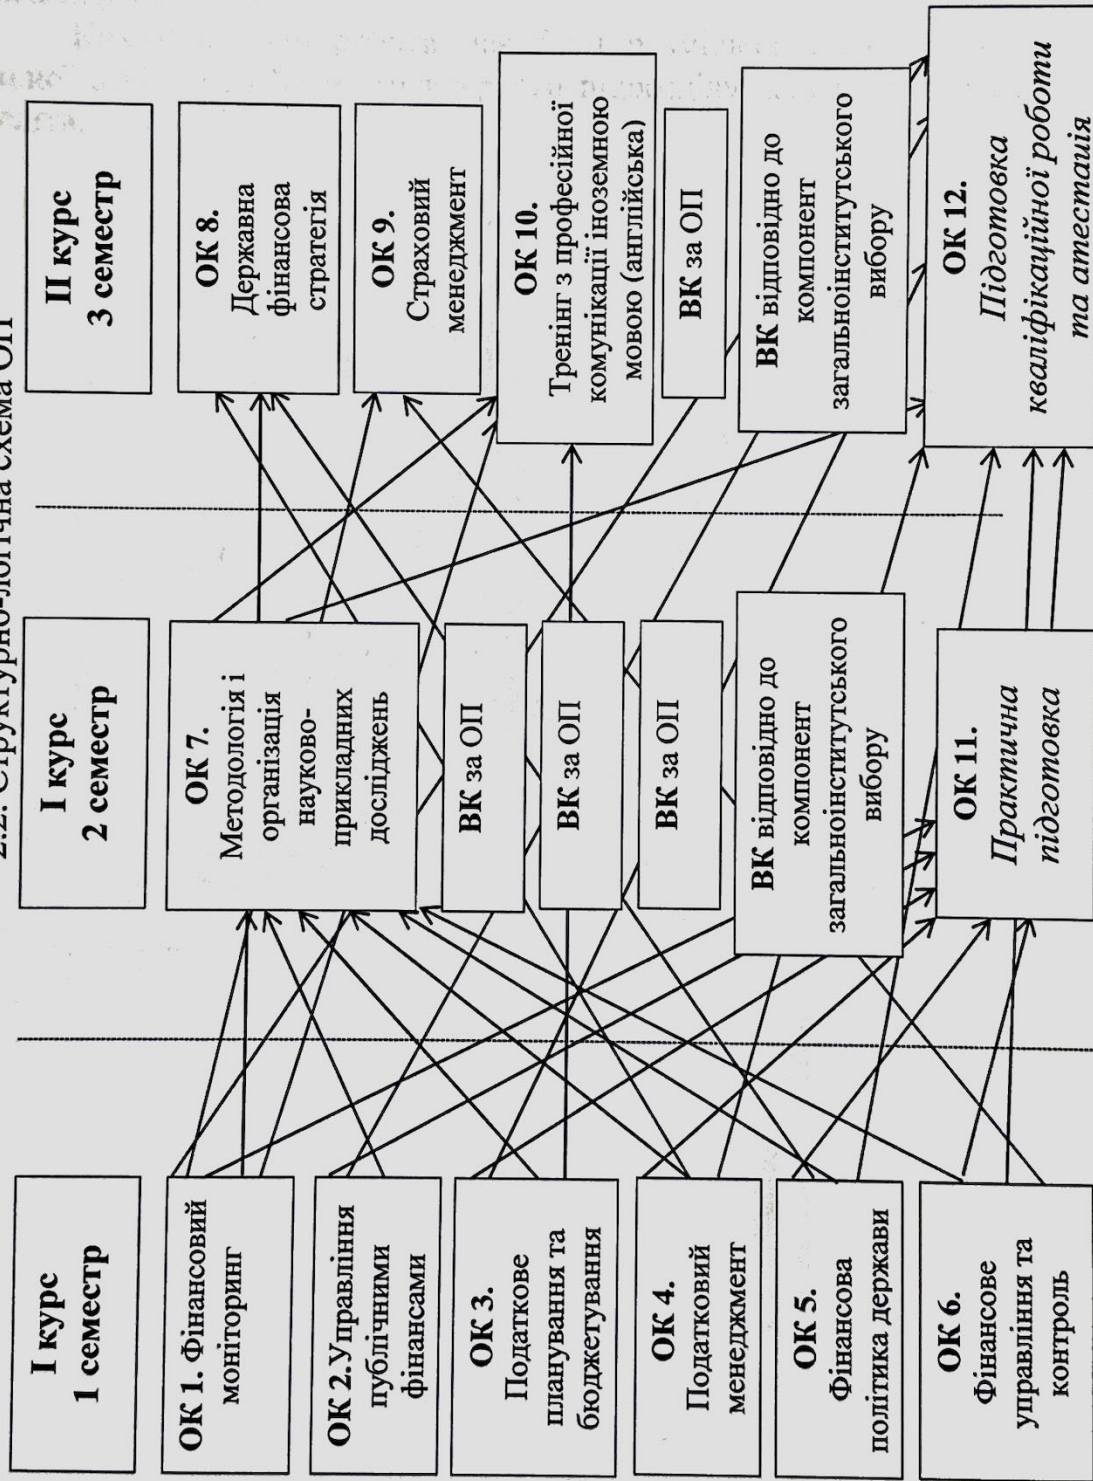 2.2. Структурно-логічна схема ОП
І курс
1 семестр
ОК 1. Фінансовий
моніторинг
ОК 2. Управління
публічними
фінансами
ОК 3.
Податкове
планування та
бюджетування
ОК 4.
Податковий
менеджмент
ОК 5.
Фінансова
політика держави
ОК 6.
Фінансове
управління та
контроль
І курс
2 семестр
ОК 7.
Методологія і
організація
науково-
прикладних
досліджень
ВК за ОП
ВК за ОП
ВК за ОП
ВК відповідно до
компонент
загальноінститутського
вибору
ОК 11.
Практична
підготовка
ІІ курс
3 семестр
ОК 8.
Державна
фінансова
стратегія
ОК 9.
Страховий
менеджмент
ОК 10.
Тренінг з професійної
комунікації іноземною
мовою (англійська)
ВК за ОП
ВК відповідно до
компонент
загальноінститутського
вибору
ОК 12.
Підготовка
кваліфікаційної роботи
та атестація